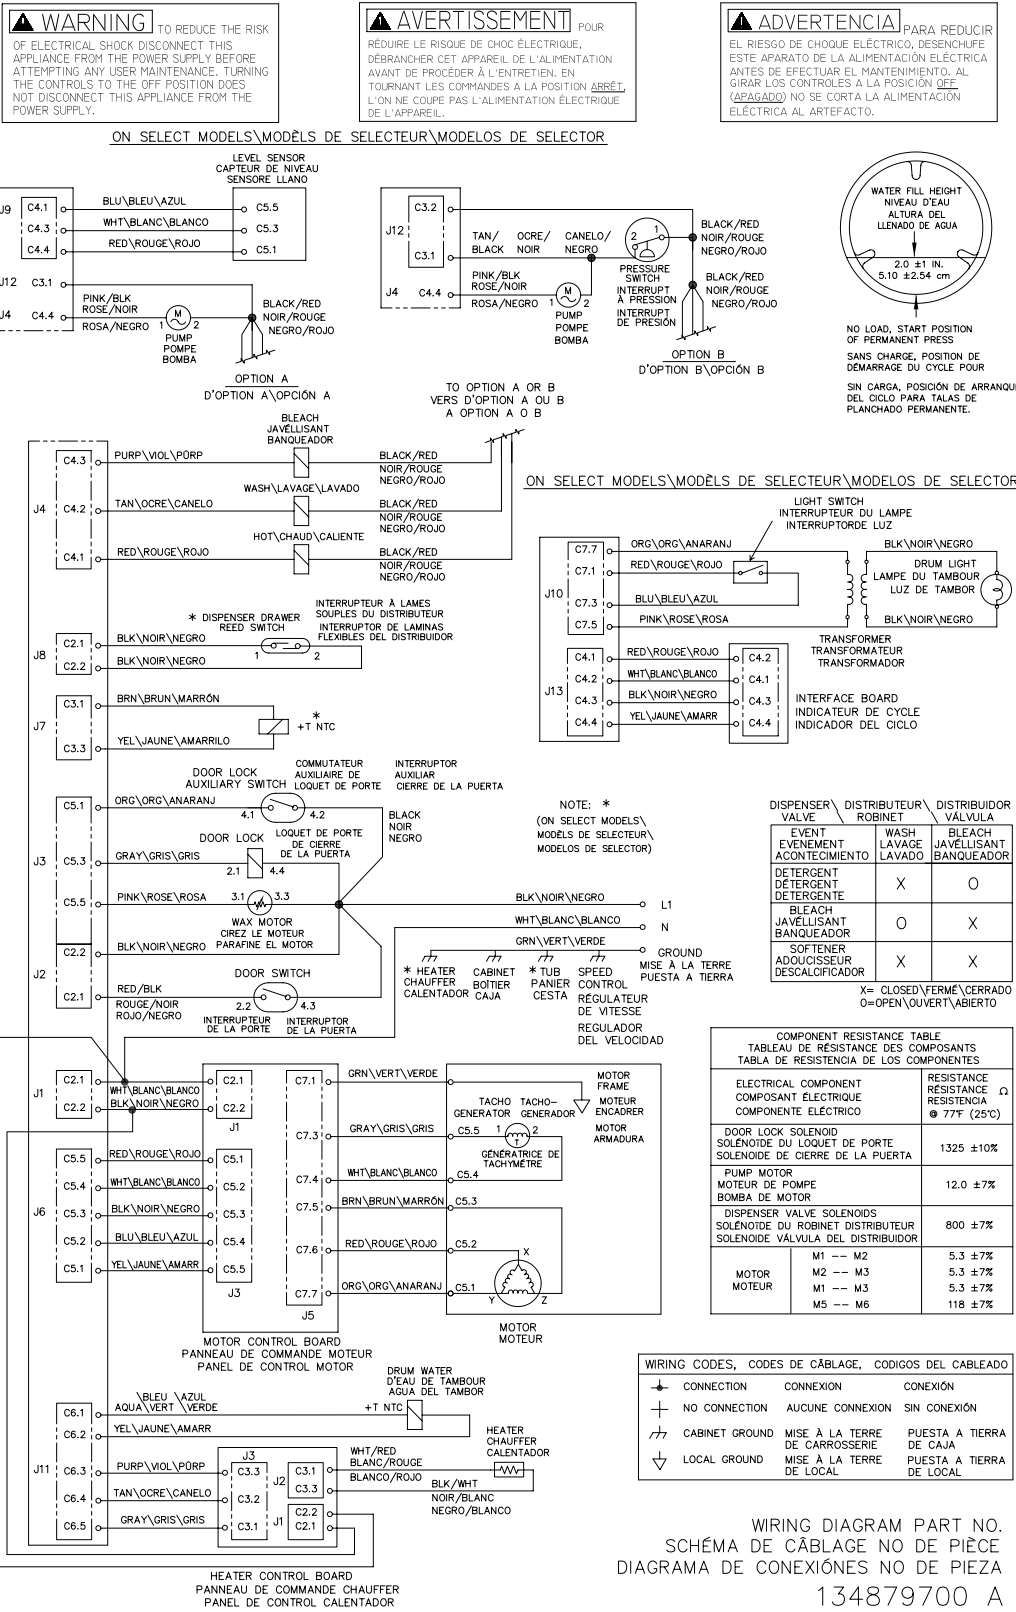 WARNING TO REDUCE THE RISK
OF ELECTRICAL SHOCK DISCONNECT THIS
APPLIANCE FROM THE POWER SUPPLY BEFORE
ATTEMPTING ANY USER MAINTENANCE. TURNING
THE CONTROLS TO THE OFF POSITION DOES
NOT DISCONNECT THIS APPLIANCE FROM THE
POWER SUPPLY.
AVERTISSEMENT POUR
RÉDUIRE LE RISQUE DE CHOC ÉLECTRIQUE,
DÉBRANCHER CET APPAREIL DE L'ALIMENTATION
AVANT DE PROCÉDER À L'ENTRETIEN. EN
TOURNANT LES COMMANDES A LA POSITION ARRÊT,
L'ON NE COUPE PAS L'ALIMENTATION ÉLECTRIQUE
DE L'APPAREIL.
ADVERTENCIA PARA REDUCIR
EL RIESGO DE CHOQUE ELÉCTRICO, DESENCHUFE
ESTE APARATO DE LA ALIMENTACIÓN ELÉCTRICA
ANTES DE EFECTUAR EL MANTENIMIENTO. AL
GIRAR LOS CONTROLES A LA POSICIÓN OFF
(APAGADO) NO SE CORTA LA ALIMENTACIÓN
ELÉCTRICA AL ARTEFACTO.
ON SELECT MODELS\MODÈLS DE SELECTEUR/MODELOS DE SELECTOR
LEVEL SENSOR
CAPTEUR DE NIVEAU
SENSORE LLANO
J9
C4.1 BLU\BLEU\AZUL C5.5
C4.3 WHT\BLANC\BLANCO C5.3
C4.4 RED\ROUGE\ROJO C5.1
J12 C3.1
J4 C4.4
PINK/BLK
ROSE/NOIR
ROSA/NEGRO
1 M 2
PUMP
POMPE
BOMBA
BLACK/RED
NOIR/ROUGE
NEGRO/ROJO
OPTION A
D'OPTION A\OPCIÓN A
C3.2
J12
C3.1
TAN/ OCRE/ CANELO/
BLACK NOIR NEGRO
2 1
PRESSURE
SWITCH
INTERRUPT
À PRESSION
INTERRUPT
DE PRESIÓN
J4 C4.4
PINK/BLK
ROSE/NOIR
ROSA/NEGRO
1 M 2
PUMP
POMPE
BOMBA
BLACK/RED
NOIR/ROUGE
NEGRO/ROJO
BLACK/RED
NOIR/ROUGE
NEGRO/ROJO
OPTION B
D'OPTION B\OPCIÓN B
WATER FILL HEIGHT
NIVEAU D'EAU
ALTURA DEL
LLENADO DE AGUA
2.0 ±1 IN.
5.10 ±2.54 cm
NO LOAD, START POSITION
OF PERMANENT PRESS
SANS CHARGE, POSITION DE
DÉMARRAGE DU CYCLE POUR
SIN CARGA, POSICIÓN DE ARRANQUE
DEL CICLO PARA TALAS DE
PLANCHADO PERMANENTE.
TO OPTION A OR B
VERS D'OPTION A OU B
A OPTION A O B
BLEACH
JAVÉLLISANT
BANQUEADOR
J4
C4.3 PURP\VIOL\PÚRP
BLACK/RED
NOIR/ROUGE
NEGRO/ROJO
WASH\LAVAGE\LAVADO
C4.2 TAN\OCRE\CANELO
BLACK/RED
NOIR/ROUGE
NEGRO/ROJO
HOT\CHAUD\CALIENTE
C4.1 RED\ROUGE\ROJO
BLACK/RED
NOIR/ROUGE
NEGRO/ROJO
ON SELECT MODELS\MODÈLS DE SELECTEUR/MODELOS DE SELECTOR
LIGHT SWITCH
INTERRUPTEUR DU LAMPE
INTERRUPTORDE LUZ
J10
C7.7 ORG\ORG\ANARANJ
C7.1 RED\ROUGE\ROJO
C7.3 BLU\BLEU\AZUL
C7.5 PINK\ROSE\ROSA
BLK\NOIR\NEGRO
DRUM LIGHT
LAMPE DU TAMBOUR
LUZ DE TAMBOR
BLK\NOIR\NEGRO
TRANSFORMER
TRANSFORMATEUR
TRANSFORMADOR
J13
C4.1 RED\ROUGE\ROJO C4.2
C4.2 WHT\BLANC\BLANCO C4.1
C4.3 BLK\NOIR\NEGRO C4.3
C4.4 YEL\JAUNE\AMARR C4.4
INTERFACE BOARD
INDICATEUR DE CYCLE
INDICADOR DEL CICLO
* DISPENSER DRAWER
REED SWITCH
INTERRUPTEUR À LAMES
SOUPLES DU DISTRIBUTEUR
INTERRUPTOR DE LAMINAS
FLEXIBLES DEL DISTRIBUIDOR
J8
C2.1 BLK\NOIR\NEGRO 1 2
C2.2 BLK\NOIR\NEGRO
J7
C3.1 BRN\BRUN\MARRÓN
*
+T NTC
C3.3 YEL\JAUNE\AMARRILO
DOOR LOCK
AUXILIARY SWITCH
COMMUTATEUR
AUXILIAIRE DE
LOQUET DE PORTE
INTERRUPTOR
AUXILIAR
CIERRE DE LA PUERTA
J3
C5.1 ORG\ORG\ANARANJ 4.1 4.2
BLACK
NOIR
NEGRO
DOOR LOCK
LOQUET DE PORTE
DE CIERRE
DE LA PUERTA
C5.3 GRAY\GRIS\GRIS 2.1 4.4
C5.5 PINK\ROSE\ROSA 3.1 3.3
WAX MOTOR
CIREZ LE MOTEUR
PARAFINE EL MOTOR
J2
C2.2 BLK\NOIR\NEGRO
DOOR SWITCH
C2.1 RED/BLK
ROUGE/NOIR
ROJO/NEGRO
2.2 4.3
INTERRUPTEUR
DE LA PORTE
INTERRUPTOR
DE LA PUERTA
NOTE: *
(ON SELECT MODELS\
MODÈLS DE SELECTEUR\
MODELOS DE SELECTOR)
BLK\NOIR\NEGRO L1
WHT\BLANC\BLANCO N
GRN\VERT\VERDE GROUND
MISE À LA TERRE
PUESTA A TIERRA
* HEATER
CHAUFFER
CALENTADOR
CABINET
BOÎTIER
CAJA
* TUB
PANIER
CESTA
SPEED
CONTROL
RÉGULATEUR
DE VITESSE
REGULADOR
DEL VELOCIDAD
DISPENSER\ DISTRIBUTEUR\ DISTRIBUIDOR
VALVE ROBINET VÁLVULA
EVENT
EVENEMENT
ACONTECIMIENTO
WASH
LAVAGE
LAVADO
BLEACH
JAVÉLLISANT
BANQUEADOR
DETERGENT
DÉTERGENT
DETERGENTE
X O
BLEACH
JAVÉLLISANT
BANQUEADOR
O X
SOFTENER
ADOUCISSEUR
DESCALCIFICADOR
X X
X= CLOSED\FERMÉ\CERRADO
O=OPEN\OUVERT\ABIERTO
COMPONENT RESISTANCE TABLE
TABLEAU DE RÉSISTANCE DES COMPOSANTS
TABLA DE RESISTENCIA DE LOS COMPONENTES
ELECTRICAL COMPONENT
COMPOSANT ÉLECTRIQUE
COMPONENTE ELÉCTRICO
RESISTANCE
RÉSISTANCE Ω
RESISTENCIA
@ 77°F (25°C)
DOOR LOCK SOLENOID
SOLÉNOÏDE DU LOQUET DE PORTE
SOLENOIDE DE CIERRE DE LA PUERTA
1325 ±10%
PUMP MOTOR
MOTEUR DE POMPE
BOMBA DE MOTOR
12.0 ±7%
DISPENSER VALVE SOLENOIDS
SOLÉNOÏDE DU ROBINET DISTRIBUTEUR
SOLENOIDE VÁLVULA DEL DISTRIBUIDOR
800 ±7%
MOTOR
MOTEUR
M1 -- M2 5.3 ±7%
M2 -- M3 5.3 ±7%
M1 -- M3 5.3 ±7%
M5 -- M6 118 ±7%
J1
C2.1 WHT\BLANC\BLANCO C2.1
C2.2 BLK\NOIR\NEGRO C2.2
J1
J6
C5.5 RED\ROUGE\ROJO C5.1
C5.4 WHT\BLANC\BLANCO C5.2
C5.3 BLK\NOIR\NEGRO C5.3
C5.2 BLU\BLEU\AZUL C5.4
C5.1 YEL\JAUNE\AMARR C5.5
J3
C7.1 GRN\VERT\VERDE
C7.3 GRAY\GRIS\GRIS C5.5
C7.4 WHT\BLANC\BLANCO C5.4
C7.5 BRN\BRUN\MARRÓN C5.3
C7.6 RED\ROUGE\ROJO C5.2
C7.7 ORG\ORG\ANARANJ C5.1
J5
MOTOR
FRAME
MOTEUR
ENCADRER
MOTOR
ARMADURA
TACHO TACHO-
GENERATOR GENERADOR
1 T 2
GÉNÉRATRICE DE
TACHYMÉTRE
X
Y Z
MOTOR
MOTEUR
MOTOR CONTROL BOARD
PANNEAU DE COMMANDE MOTEUR
PANEL DE CONTROL MOTOR
WIRING CODES, CODES DE CÂBLAGE, CODIGOS DEL CABLEADO
CONNECTION CONNEXION CONEXIÓN
NO CONNECTION AUCUNE CONNEXION SIN CONEXIÓN
CABINET GROUND MISE À LA TERRE PUESTA A TIERRA
DE CARROSSERIE DE CAJA
LOCAL GROUND MISE À LA TERRE PUESTA A TIERRA
DE LOCAL DE LOCAL
DRUM WATER
D'EAU DE TAMBOUR
AGUA DEL TAMBOR
+T NTC
J11
C6.1 \BLEU \AZUL
AQUA\VERT \VERDE
C6.2 YEL\JAUNE\AMARR
C6.3 PURP\VIOL\PÚRP C3.3
C6.4 TAN\OCRE\CANELO C3.2
C6.5 GRAY\GRIS\GRIS C3.1
J3
J2
C3.1
C3.3
J1
C2.2
C2.1
WHT/RED
BLANC/ROUGE
BLANCO/ROJO
HEATER
CHAUFFER
CALENTADOR
BLK/WHT
NOIR/BLANC
NEGRO/BLANCO
HEATER CONTROL BOARD
PANNEAU DE COMMANDE CHAUFFER
PANEL DE CONTROL CALENTADOR
WIRING DIAGRAM PART NO.
SCHÉMA DE CÂBLAGE NO DE PIÈCE
DIAGRAMA DE CONEXIÓNES NO DE PIEZA
134879700 A